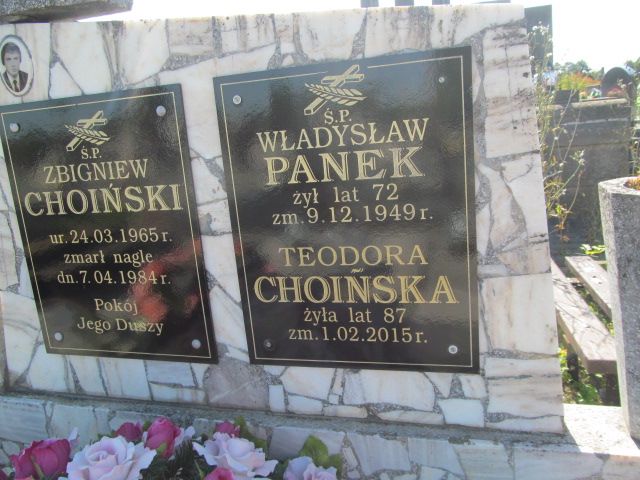 Ś.P.
ZBIGNIEW
CHOIŃSKI
ur. 24.03.1965 r.
zmarł nagle
dn. 7.04.1984 r.
Pokój
Jego Duszy
Ś.P.
WŁADYSŁAW
PANEK
żył lat 72
zm. 9.12.1949 r.
TEODORA
CHOIŃSKA
żyła lat 87
zm. 1.02.2015 r.